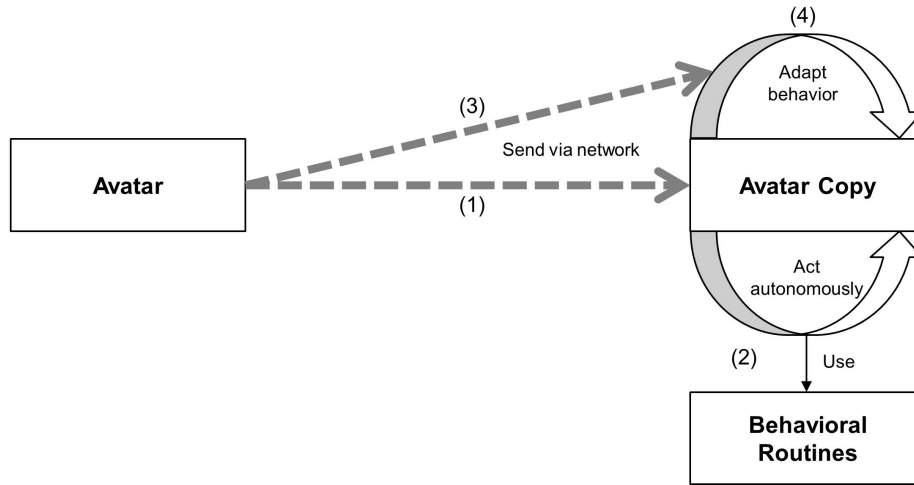 (4)
Adapt
behavior
(3)
Send via network
Avatar
Avatar Copy
(1)
Act
autonomously
(2)
Use
Behavioral
Routines